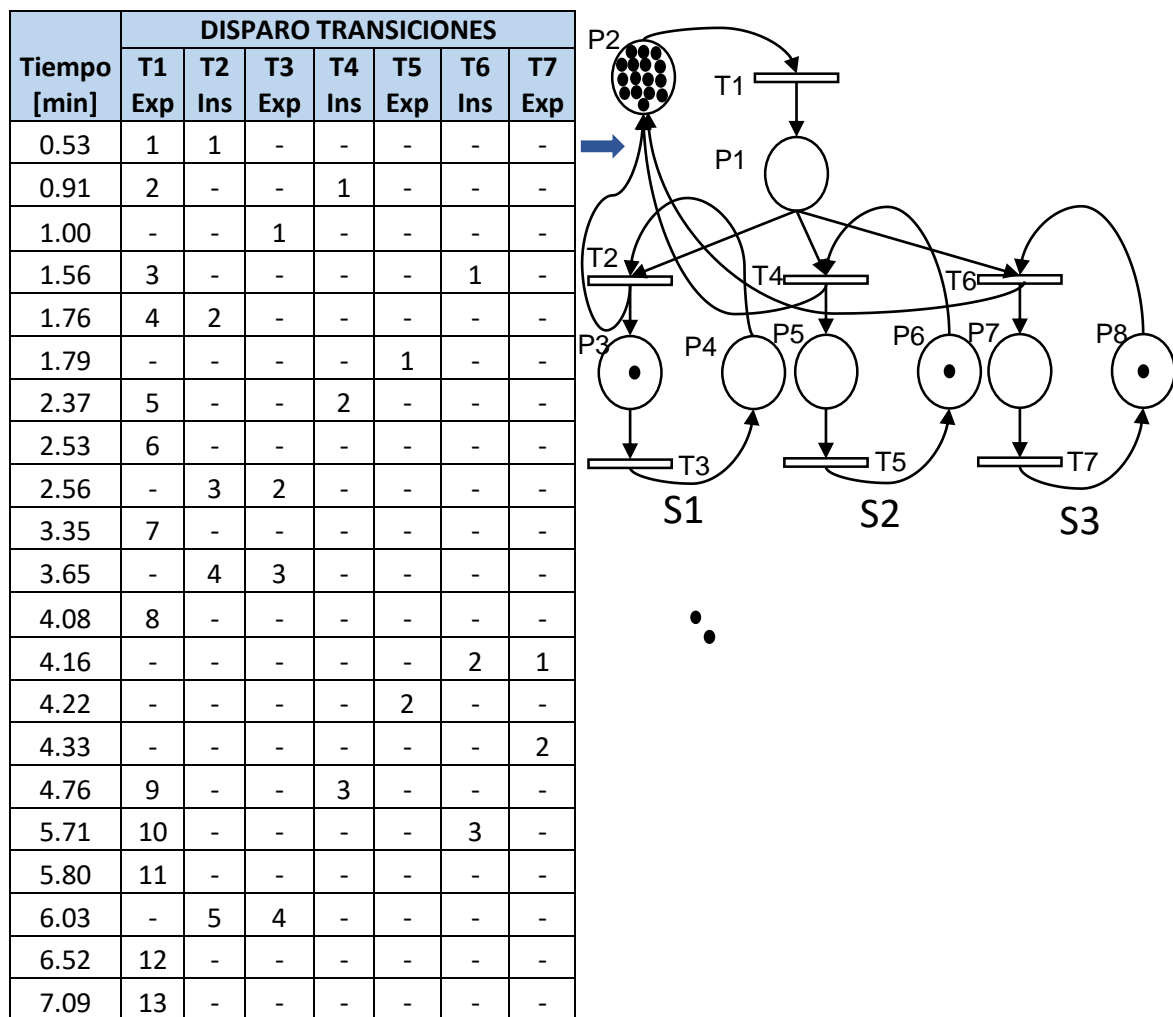 DISPARO TRANSICIONES
Tiempo T1 T2 T3 T4 T5 T6 T7
[min] Exp Ins Exp Ins Exp Ins Exp
0.53 1 1 - - - - -
0.91 2 - - 1 - - -
1.00 - - 1 - - - -
1.56 3 - - - - 1 -
1.76 4 2 - - - - -
1.79 - - - - 1 - -
2.37 5 - - 2 - - -
2.53 6 - - - - - -
2.56 - 3 2 - - - -
3.35 7 - - - - - -
3.65 - 4 3 - - - -
4.08 8 - - - - - -
4.16 - - - - - 2 1
4.22 - - - - 2 - -
4.33 - - - - - - 2
4.76 9 - - 3 - - -
5.71 10 - - - - 3 -
5.80 11 - - - - - -
6.03 - 5 4 - - - -
6.52 12 - - - - - -
7.09 13 - - - - - -
P2
T1
P1
T2 T4 T6
P3 P4 P5 P6 P7 P8
T3 T5 T7
S1 S2 S3